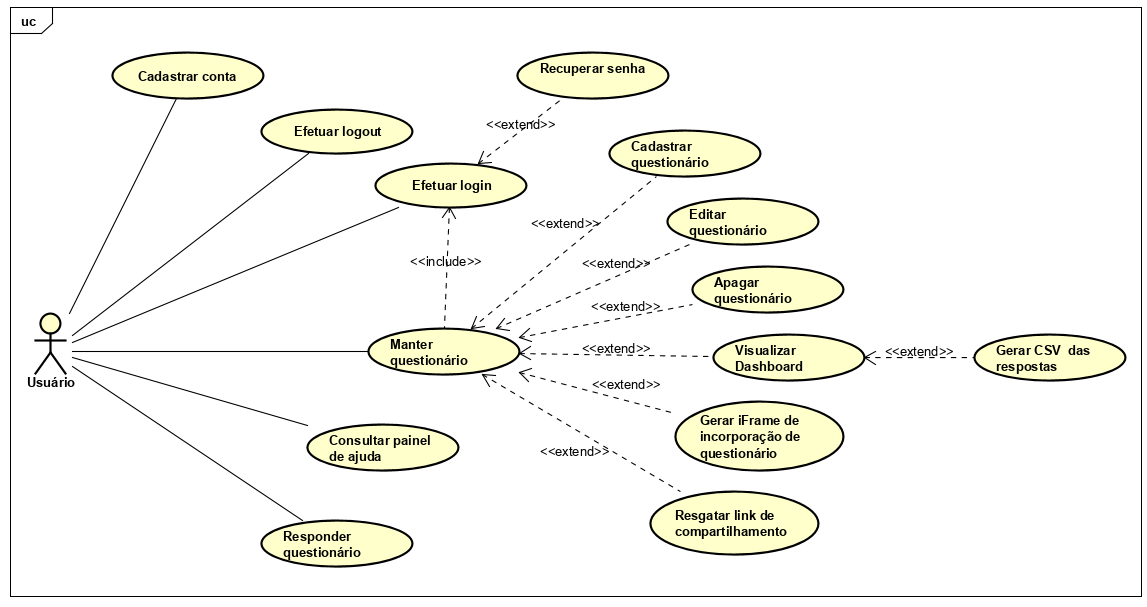 uc
Cadastrar conta
Recuperar senha
<<extend>>
Efetuar logout
Cadastrar
questionário
Efetuar login
<<extend>>
Editar
questionário
<<include>>
<<extend>>
Apagar
questionário
<<extend>>
Usuário
Manter
questionário
<<extend>>
Visualizar
Dashboard
<<extend>>
Gerar CSV  das
respostas
<<extend>>
Gerar iFrame de
incorporação de
questionário
Consultar painel
de ajuda
<<extend>>
Resgatar link de
compartilhamento
Responder
questionário